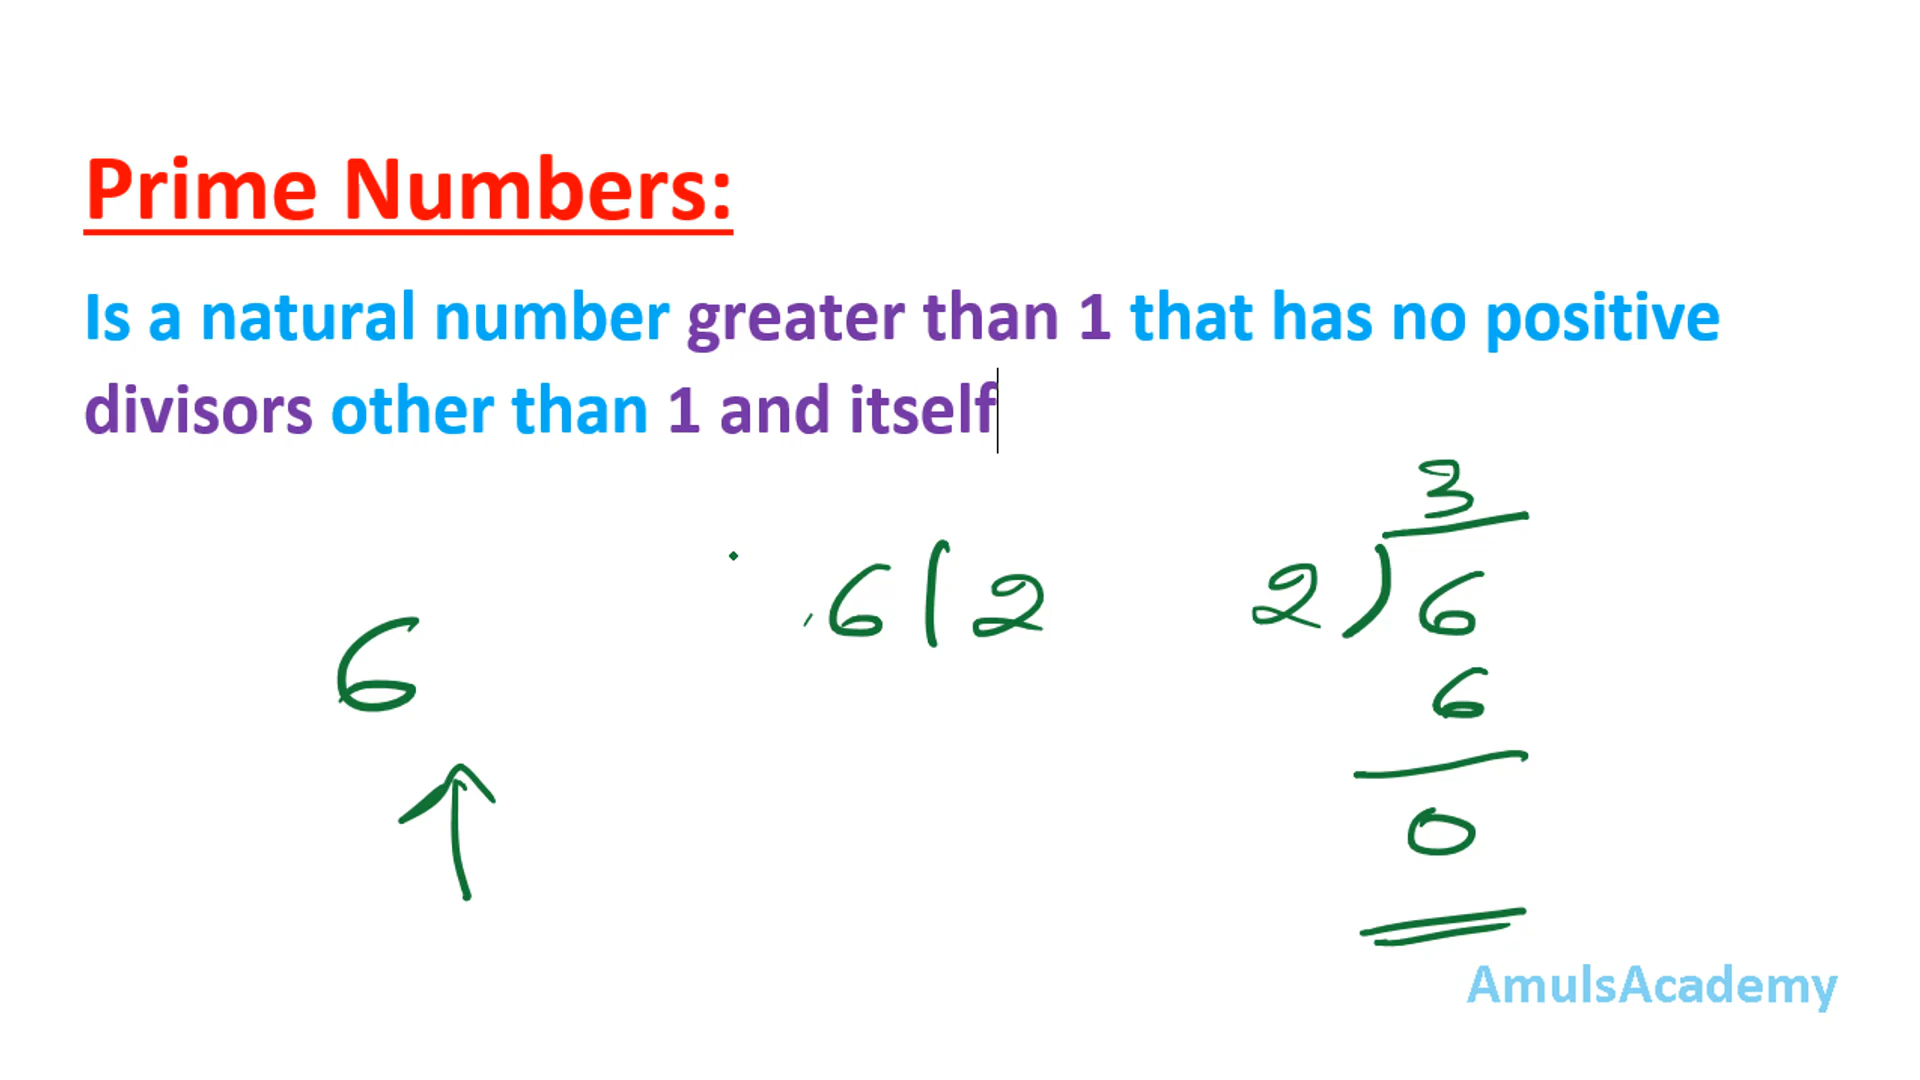 Prime Numbers:
Is a natural number greater than 1 that has no positive
divisors other than 1 and itself
3
6 | 2
2 ) 6
6
6
0
AmulsAcademy